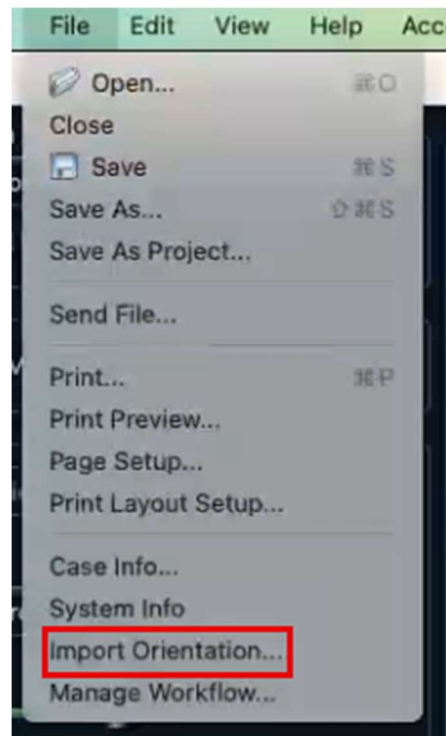 File Edit View Help Acc
Open... ⌘O
Close
Save ⌘S
Save As... ⇧⌘S
Save As Project...
Send File...
Print... ⌘P
Print Preview...
Page Setup...
Print Layout Setup...
Case Info...
System Info
Import Orientation...
Manage Workflow...